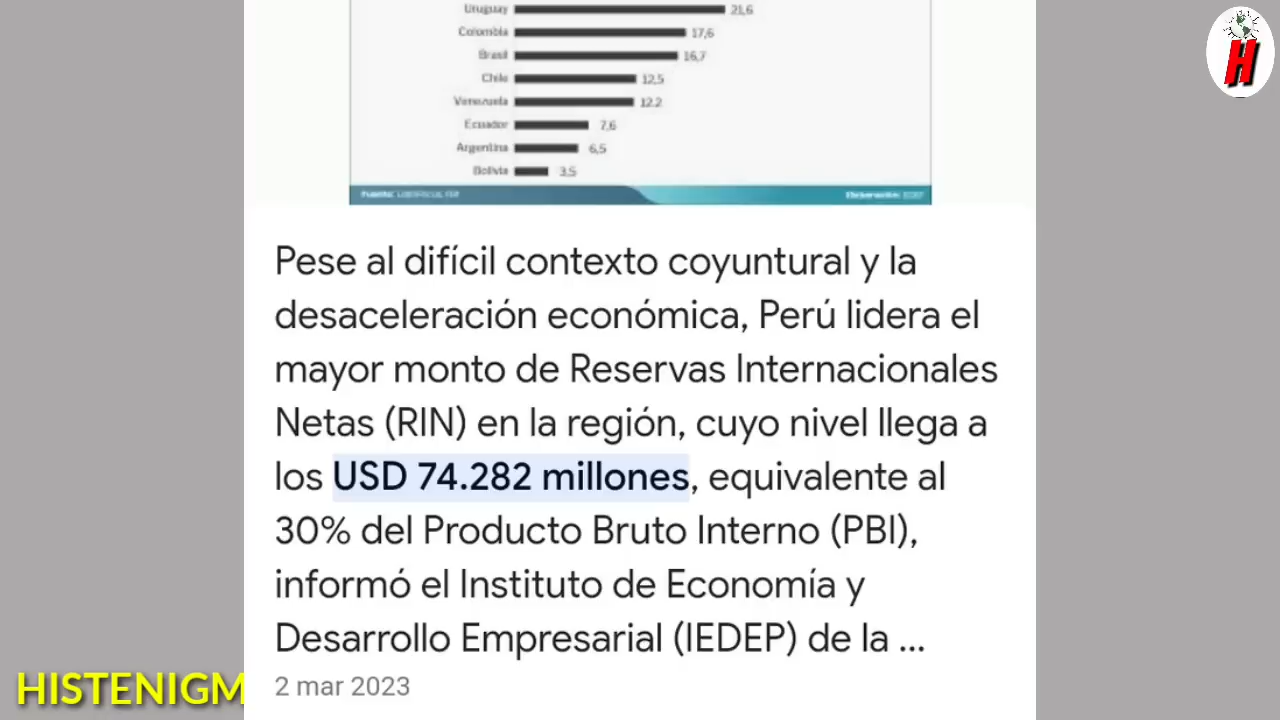 Uruguay 21,6
Colombia 17,6
Brasil 16,7
Chile 12,5
Venezuela 12,2
Ecuador 7,6
Argentina 6,5
Bolivia 3,5
Pese al difícil contexto coyuntural y la
desaceleración económica, Perú lidera el
mayor monto de Reservas Internacionales
Netas (RIN) en la región, cuyo nivel llega a
los USD 74.282 millones, equivalente al
30% del Producto Bruto Interno (PBI),
informó el Instituto de Economía y
Desarrollo Empresarial (IEDEP) de la ...
2 mar 2023
HISTENIGM
H